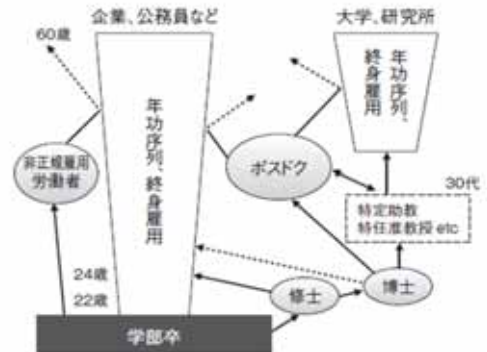 企業、公務員など
大学、研究所
60歳
年功序列、終身雇用
年功序列、
終身雇用
非正規雇用
労働者
ポスドク
30代
特定助教
特任准教授 etc
24歳
22歳
修士
博士
学部卒